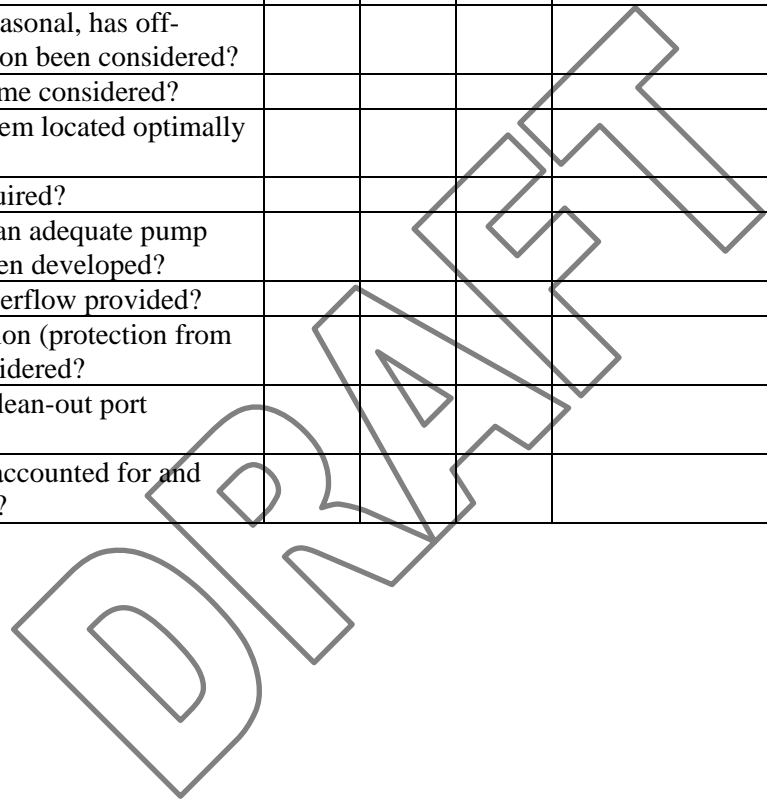 asonal, has off-
on been considered?
me considered?
em located optimally
uired?
an adequate pump
en developed?
erflow provided?
ion (protection from
idered?
lean-out port
accounted for and
?
DRAFT